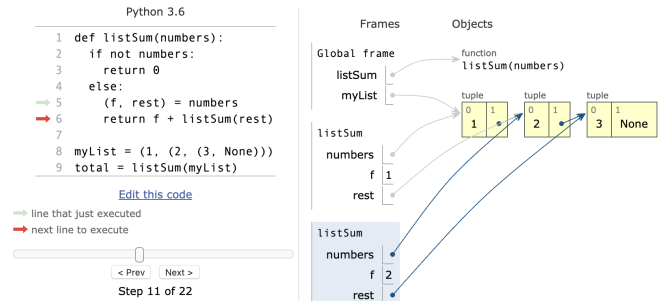 Python 3.6
1 def listSum(numbers):
2   if not numbers:
3     return 0
4   else:
5     (f, rest) = numbers
6     return f + listSum(rest)
7
8 myList = (1, (2, (3, None)))
9 total = listSum(myList)
Edit this code
line that just executed
next line to execute
< Prev Next >
Step 11 of 22
Frames Objects
Global frame
listSum
myList
function
listSum(numbers)
tuple
0 1
1
tuple
0 1
2
tuple
0 1
3 None
listSum
numbers
f 1
rest
listSum
numbers
f 2
rest